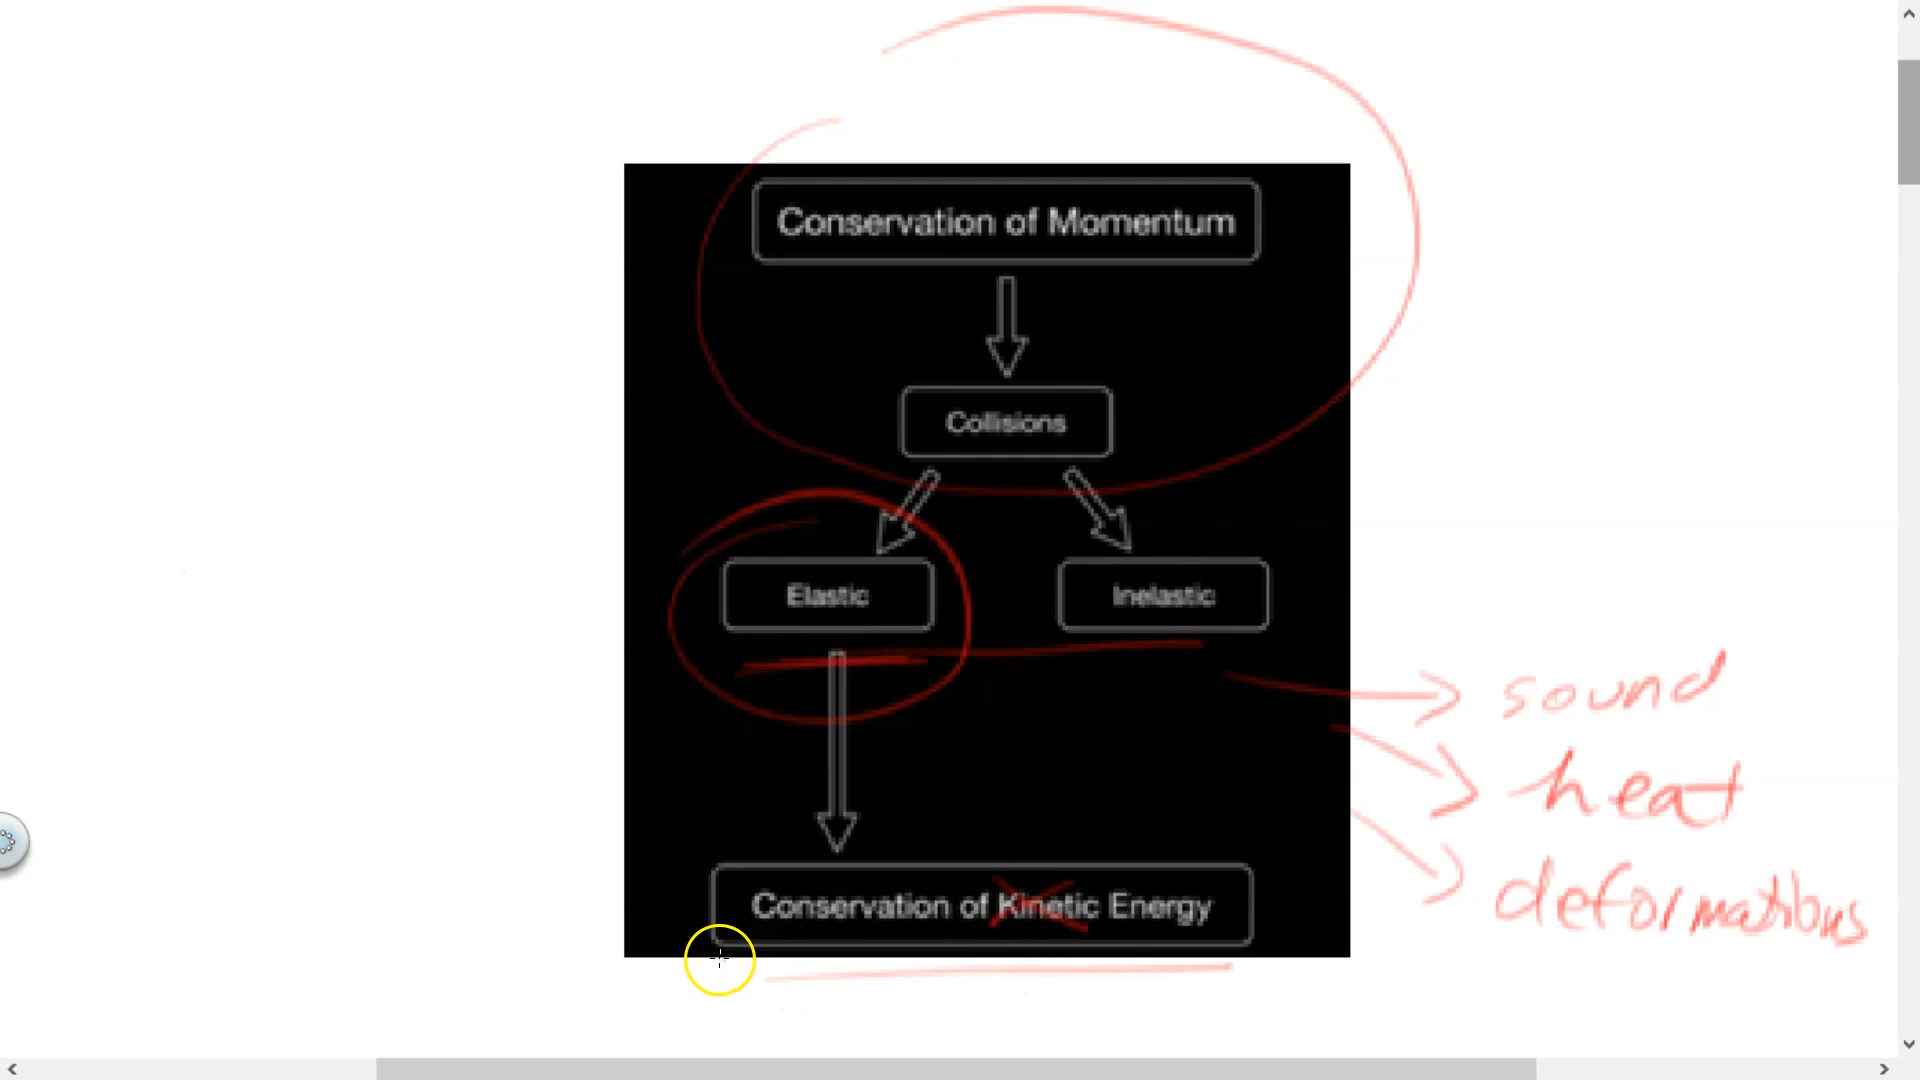 Conservation of Momentum
Collisions
Elastic Inelastic
sound
heat
deformations
Conservation of Kinetic Energy